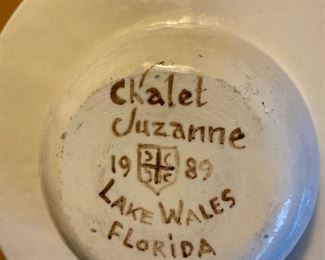 Chalet
Suzanne
19 89
LAKE WALES
FLORIDA